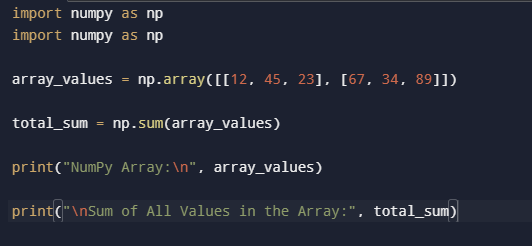 import numpy as np
import numpy as np
array_values = np.array([[12, 45, 23], [67, 34, 89]])
total_sum = np.sum(array_values)
print("NumPy Array:\n", array_values)
print("\nSum of All Values in the Array:", total_sum)